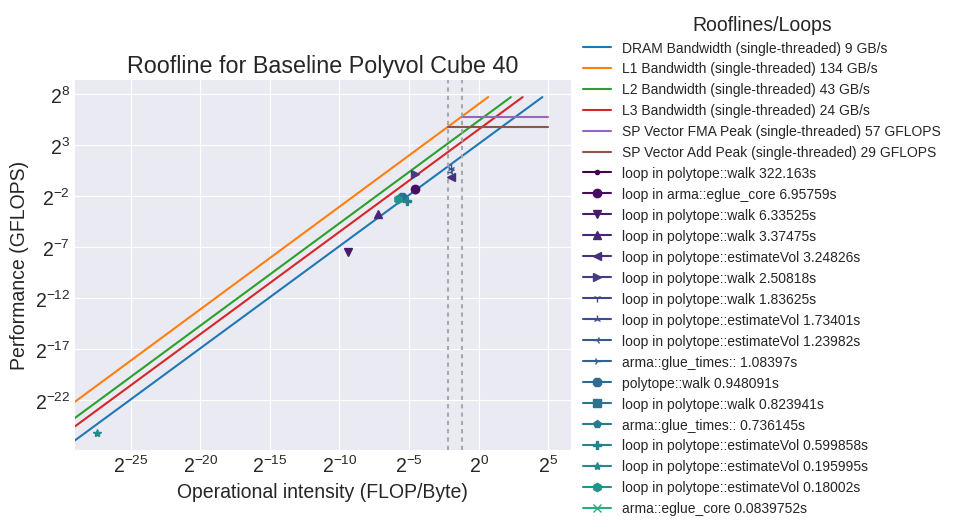 Rooflines/Loops
DRAM Bandwidth (single-threaded) 9 GB/s
L1 Bandwidth (single-threaded) 134 GB/s
L2 Bandwidth (single-threaded) 43 GB/s
L3 Bandwidth (single-threaded) 24 GB/s
SP Vector FMA Peak (single-threaded) 57 GFLOPS
SP Vector Add Peak (single-threaded) 29 GFLOPS
loop in polytope::walk 322.163s
loop in arma::eglue_core 6.95759s
loop in polytope::walk 6.33525s
loop in polytope::walk 3.37475s
loop in polytope::estimateVol 3.24826s
loop in polytope::walk 2.50818s
loop in polytope::walk 1.83625s
loop in polytope::estimateVol 1.73401s
loop in polytope::estimateVol 1.23982s
arma::glue_times:: 1.08397s
polytope::walk 0.948091s
loop in polytope::walk 0.823941s
arma::glue_times:: 0.736145s
loop in polytope::estimateVol 0.599858s
loop in polytope::estimateVol 0.195995s
loop in polytope::estimateVol 0.18002s
arma::eglue_core 0.0839752s
Roofline for Baseline Polyvol Cube 40
Performance (GFLOPS)
2⁸
2³
2⁻²
2⁻⁷
2⁻¹²
2⁻¹⁷
2⁻²²
2⁻²⁵ 2⁻²⁰ 2⁻¹⁵ 2⁻¹⁰ 2⁻⁵ 2⁰ 2⁵
Operational intensity (FLOP/Byte)